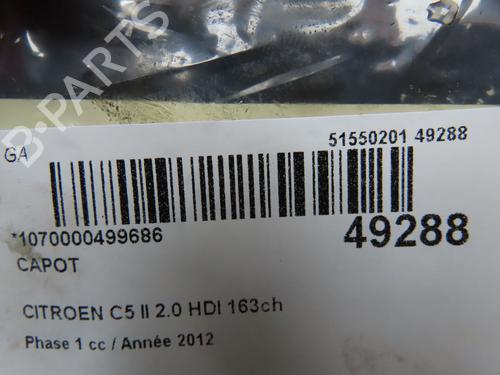 B-PARTS
GA
51550201 49288
*1070000499686
49288
CAPOT
CITROEN C5 II 2.0 HDI 163ch
Phase 1 cc / Année 2012